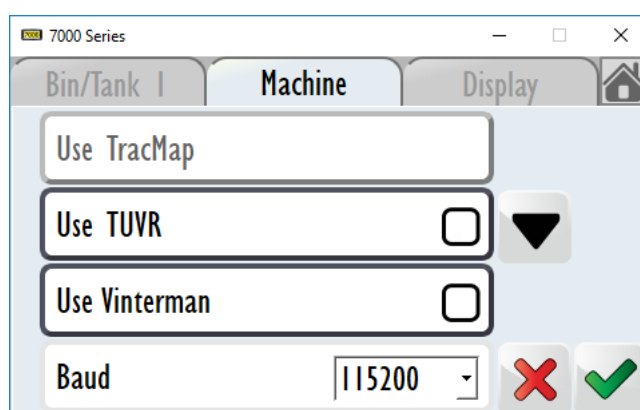 7000 Series
Bin/Tank 1 Machine Display
Use TracMap
Use TUVR
Use Vinterman
Baud 115200